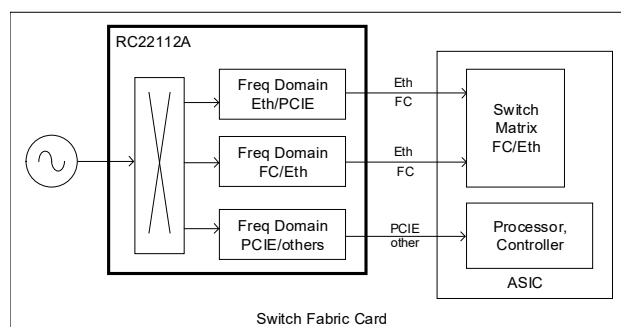 RC22112A
Freq Domain
Eth/PCIE
Eth
FC
Freq Domain
FC/Eth
Eth
FC
Freq Domain
PCIE/others
PCIE
other
Switch
Matrix
FC/Eth
Processor,
Controller
ASIC
Switch Fabric Card